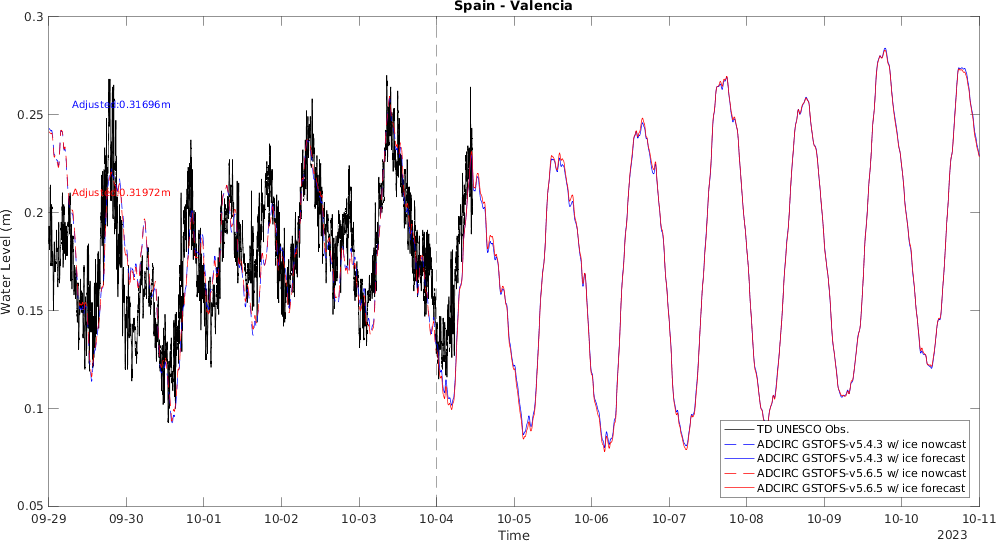 Spain - Valencia
0.3
0.25
0.2
0.15
0.1
0.05
Water Level (m)
Adjusted:0.31696m
Adjusted:0.31972m
TD UNESCO Obs.
ADCIRC GSTOFS-v5.4.3 w/ ice nowcast
ADCIRC GSTOFS-v5.4.3 w/ ice forecast
ADCIRC GSTOFS-v5.6.5 w/ ice nowcast
ADCIRC GSTOFS-v5.6.5 w/ ice forecast
09-29 09-30 10-01 10-02 10-03 10-04 10-05 10-06 10-07 10-08 10-09 10-10 10-11
Time
2023